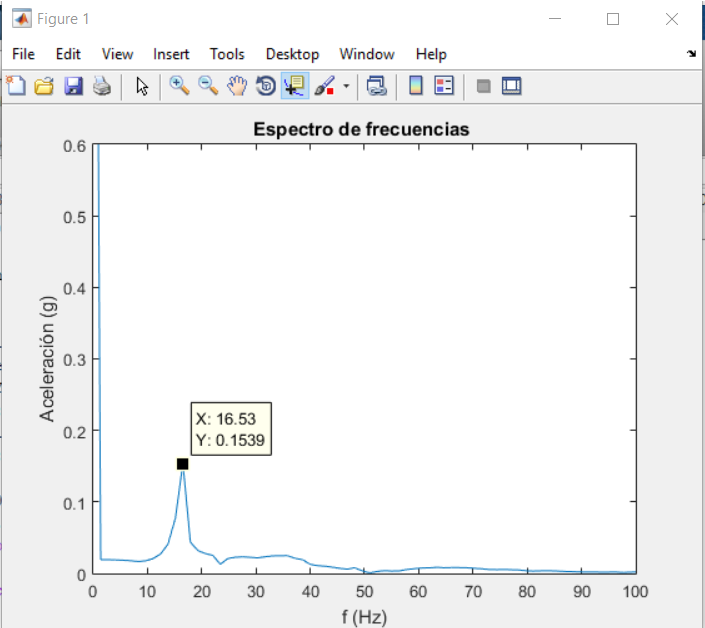 Figure 1
File Edit View Insert Tools Desktop Window Help
Espectro de frecuencias
0.6
0.5
0.4
0.3
0.2
0.1
0
Aceleración (g)
X: 16.53
Y: 0.1539
0 10 20 30 40 50 60 70 80 90 100
f (Hz)